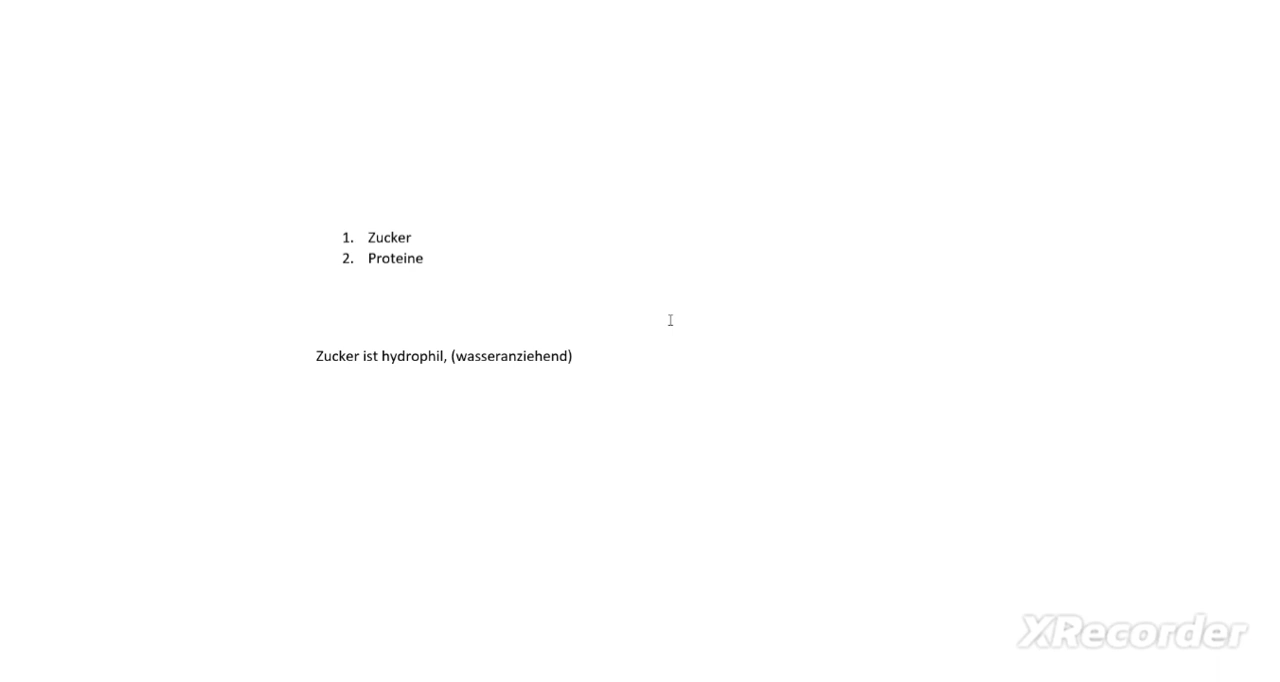 1. Zucker
2. Proteine
Zucker ist hydrophil, (wasseranziehend)
XRecorder